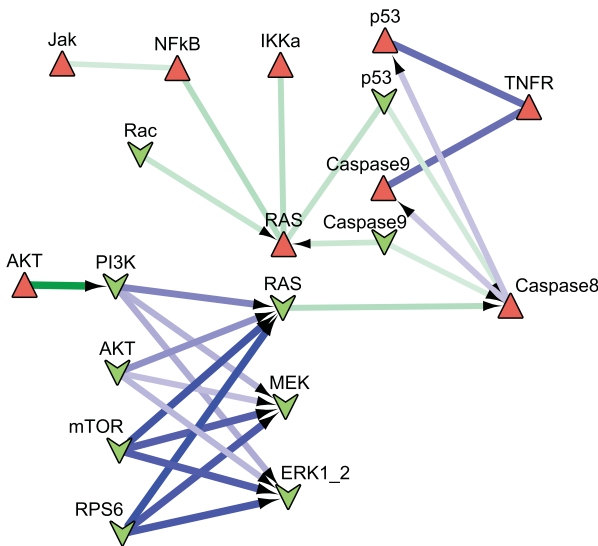 p53
Jak
NFkB
IKKa
p53
TNFR
Rac
Caspase9
RAS
Caspase9
AKT
PI3K
RAS
Caspase8
AKT
MEK
mTOR
ERK1_2
RPS6